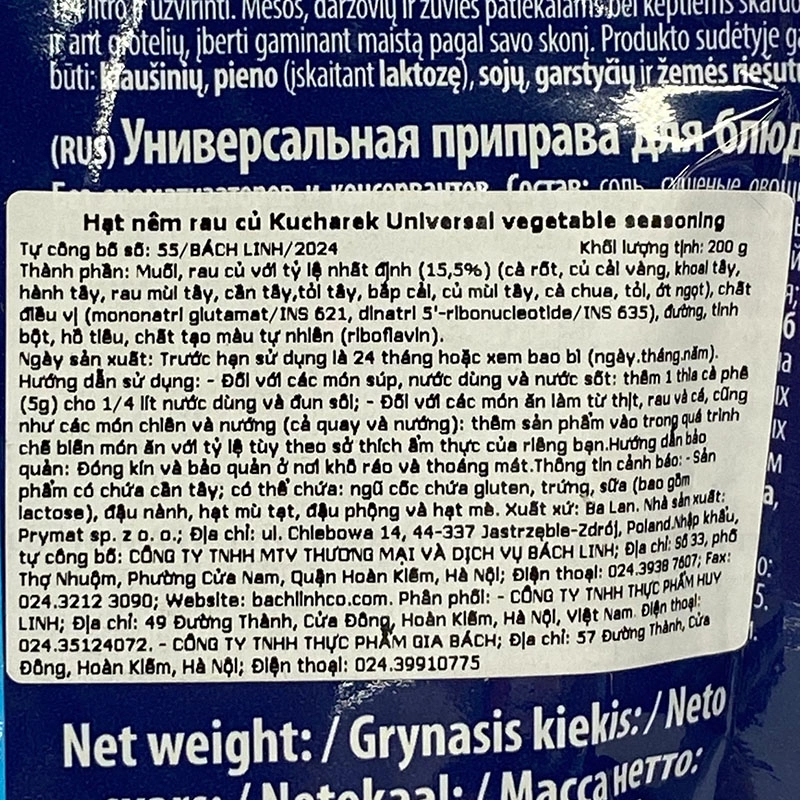 užvirinti. Mėsos, daržovių ir žuvies patiekalams bei keptiems
ir ant grotelių, įberti gaminant maistą pagal savo skonį. Produkto sudėtyje
būti: kiaušinių, pieno (įskaitant laktozę), sojų, garstyčių ir žemės riešutų
(RUS) Универсальная приправа для блюд
Без ароматизаторов и консервантов. Состав: соль, сушеные овощи
Hạt nêm rau củ Kucharek Universal vegetable seasoning
Tự công bố số: 55/BÁCH LINH/2024 Khối lượng tịnh: 200 g
Thành phần: Muối, rau củ với tỷ lệ nhất định (15,5%) (cà rốt, củ cải vàng, khoai tây,
hành tây, rau mùi tây, cần tây,tỏi tây, bắp cải, củ mùi tây, cà chua, tỏi, ớt ngọt), chất
điều vị (mononatri glutamat/INS 621, dinatri 5'-ribonucleotide/INS 635), đường, tinh
bột, hồ tiêu, chất tạo màu tự nhiên (riboflavin).
Ngày sản xuất: Trước hạn sử dụng là 24 tháng hoặc xem bao bì (ngày.tháng.năm).
Hướng dẫn sử dụng: - Đối với các món súp, nước dùng và nước sốt: thêm 1 thìa cà phê
(5g) cho 1/4 lít nước dùng và đun sôi; - Đối với các món ăn làm từ thịt, rau và cá, cũng
như các món chiên và nướng (cả quay và nướng): thêm sản phẩm vào trong quá trình
chế biến món ăn với tỷ lệ tùy theo sở thích ẩm thực của riêng bạn.Hướng dẫn bảo
quản: Đóng kín và bảo quản ở nơi khô ráo và thoáng mát.Thông tin cảnh báo: - Sản
phẩm có chứa cần tây; có thể chứa: ngũ cốc chứa gluten, trứng, sữa (bao gồm
lactose), đậu nành, hạt mù tạt, đậu phộng và hạt mè. Xuất xứ: Ba Lan. Nhà sản xuất:
Prymat sp. z o. o.; Địa chỉ: ul. Chlebowa 14, 44-337 Jastrzęble-Zdrój, Poland.Nhập khẩu,
tự công bố: CÔNG TY TNHH MTV THƯƠNG MẠI VÀ DỊCH VỤ BÁCH LINH; Địa chỉ: Số 33, phố
Thợ Nhuộm, Phường Cửa Nam, Quận Hoàn Kiếm, Hà Nội; Điện thoại: 024.3938 7607; Fax:
024.3212 3090; Website: bachlinhco.com. Phân phối: - CÔNG TY TNHH THỰC PHẨM HUY
LINH; Địa chỉ: 49 Đường Thành, Cửa Đông, Hoàn Kiếm, Hà Nội, Việt Nam. Điện thoại:
024.35124072. - CÔNG TY TNHH THỰC PHẨM GIA BÁCH; Địa chỉ: 57 Đường Thành, Cửa
Đông, Hoàn Kiếm, Hà Nội; Điện thoại: 024.39910775
Net weight: / Grynasis kiekis: / Neto
svars: / Netokaal: / Масса нетто: